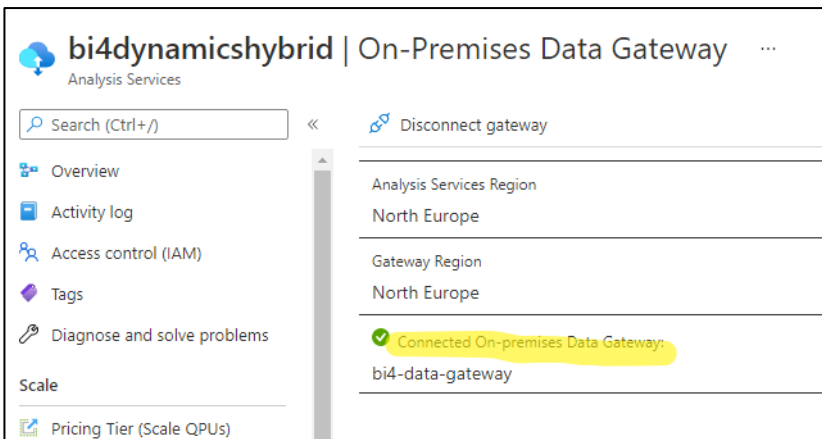 bi4dynamicshybrid | On-Premises Data Gateway ...
Analysis Services
Search (Ctrl+/)
«
Overview
Activity log
Access control (IAM)
Tags
Diagnose and solve problems
Scale
Pricing Tier (Scale QPUs)
Disconnect gateway
Analysis Services Region
North Europe
Gateway Region
North Europe
Connected On-premises Data Gateway:
bi4-data-gateway